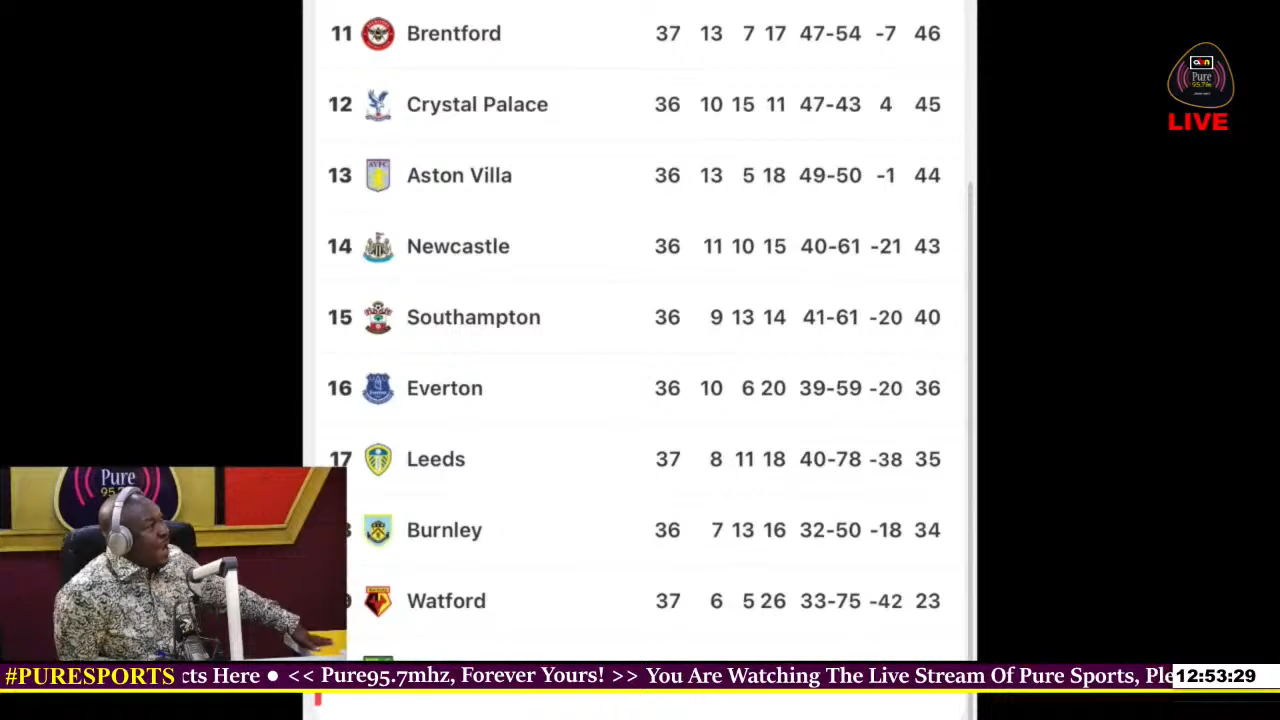 11 Brentford 37 13 7 17 47-54 -7 46
12 Crystal Palace 36 10 15 11 47-43 4 45
13 Aston Villa 36 13 5 18 49-50 -1 44
14 Newcastle 36 11 10 15 40-61 -21 43
15 Southampton 36 9 13 14 41-61 -20 40
16 Everton 36 10 6 20 39-59 -20 36
17 Leeds 37 8 11 18 40-78 -38 35
Burnley 36 7 13 16 32-50 -18 34
Watford 37 6 5 26 33-75 -42 23
Pure
95.7fm
LIVE
Pure
#PURESPORTS cts Here ● << Pure95.7mhz, Forever Yours! >> You Are Watching The Live Stream Of Pure Sports, Ple
12:53:29